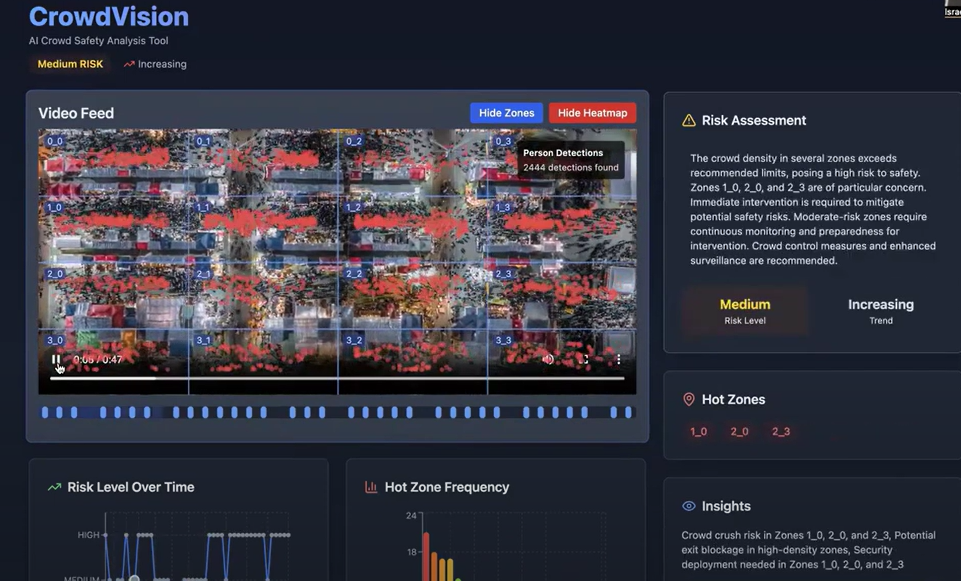 CrowdVision
AI Crowd Safety Analysis Tool
Medium RISK
Increasing
Israe
Video Feed
Hide Zones
Hide Heatmap
0_0
0_1
0_2
0_3
Person Detections
2444 detections found
1_0
1_1
1_2
1_3
2_0
2_1
2_2
2_3
3_0
3_1
3_2
3_3
0:08 / 0:47
Risk Assessment
The crowd density in several zones exceeds
recommended limits, posing a high risk to safety.
Zones 1_0, 2_0, and 2_3 are of particular concern.
Immediate intervention is required to mitigate
potential safety risks. Moderate-risk zones require
continuous monitoring and preparedness for
intervention. Crowd control measures and enhanced
surveillance are recommended.
Medium
Risk Level
Increasing
Trend
Hot Zones
1_0
2_0
2_3
Risk Level Over Time
HIGH
MEDIUM
Hot Zone Frequency
24
18
Insights
Crowd crush risk in Zones 1_0, 2_0, and 2_3, Potential
exit blockage in high-density zones, Security
deployment needed in Zones 1_0, 2_0, and 2_3